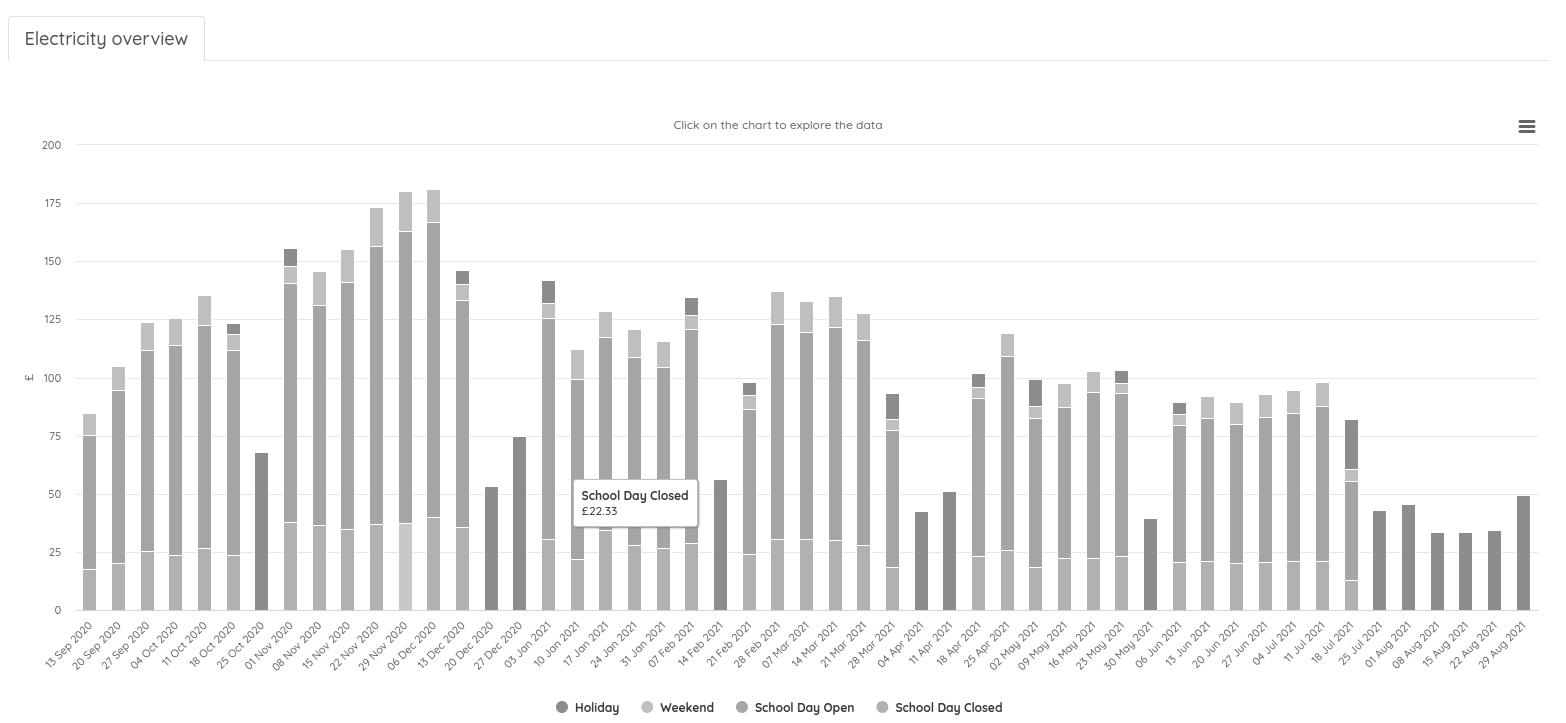 Electricity overview
Click on the chart to explore the data
200
175
150
125
£ 100
75
50
25
0
School Day Closed
£22.33
13 Sep 2020
20 Sep 2020
27 Sep 2020
04 Oct 2020
11 Oct 2020
18 Oct 2020
25 Oct 2020
01 Nov 2020
08 Nov 2020
15 Nov 2020
22 Nov 2020
29 Nov 2020
06 Dec 2020
13 Dec 2020
20 Dec 2020
27 Dec 2020
03 Jan 2021
10 Jan 2021
17 Jan 2021
24 Jan 2021
31 Jan 2021
07 Feb 2021
14 Feb 2021
21 Feb 2021
28 Feb 2021
07 Mar 2021
14 Mar 2021
21 Mar 2021
28 Mar 2021
04 Apr 2021
11 Apr 2021
18 Apr 2021
25 Apr 2021
02 May 2021
09 May 2021
16 May 2021
23 May 2021
30 May 2021
06 Jun 2021
13 Jun 2021
20 Jun 2021
27 Jun 2021
04 Jul 2021
11 Jul 2021
18 Jul 2021
25 Jul 2021
01 Aug 2021
08 Aug 2021
15 Aug 2021
22 Aug 2021
29 Aug 2021
Holiday Weekend School Day Open School Day Closed